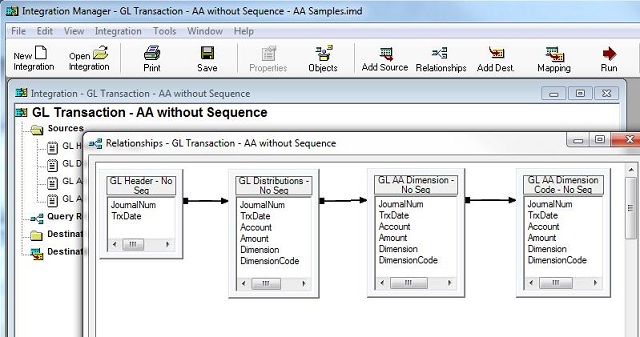 Integration Manager - GL Transaction - AA without Sequence - AA Samples.imd
File Edit View Integration Tools Window Help
New Integration
Open Integration
Print
Save
Properties
Objects
Add Source
Relationships
Add Dest.
Mapping
Run
Integration - GL Transaction - AA without Sequence
GL Transaction - AA without Sequence
Sources
GL H
GL D
GL A
GL A
Query R
Destinat
Destinat
Relationships - GL Transaction - AA without Sequence
GL Header - No
Seq
JournalNum
TrxDate
GL Distributions -
No Seq
JournalNum
TrxDate
Account
Amount
Dimension
DimensionCode
GL AA Dimension -
No Seq
JournalNum
TrxDate
Account
Amount
Dimension
DimensionCode
GL AA Dimension
Code - No Seq
JournalNum
TrxDate
Account
Amount
Dimension
DimensionCode